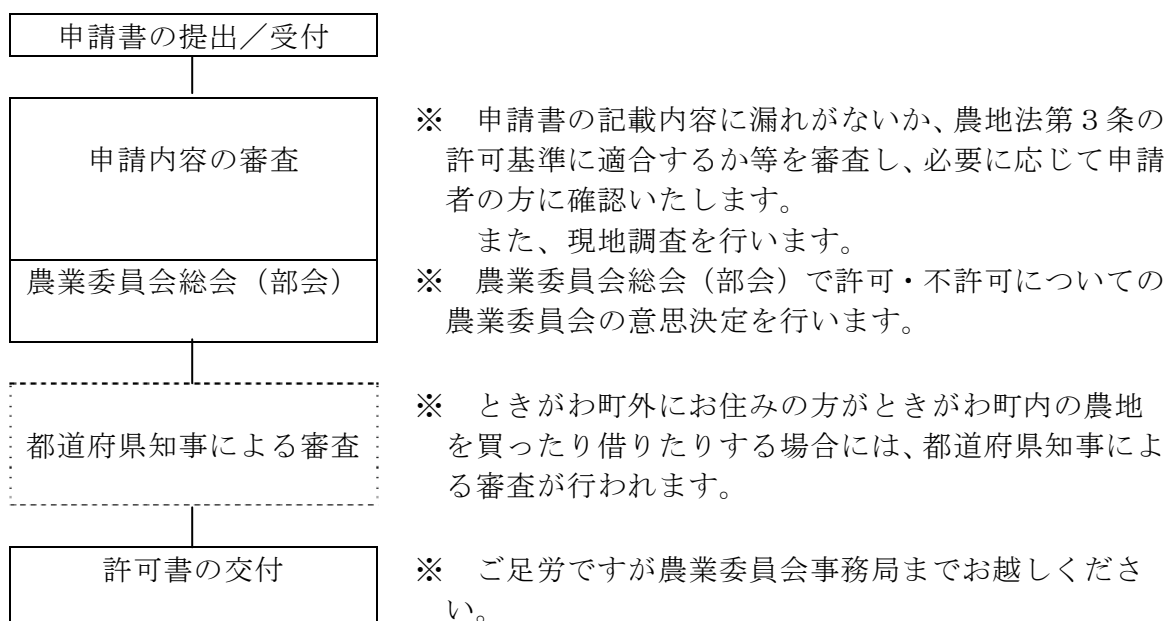 申請書の提出／受付
申請内容の審査
※　申請書の記載内容に漏れがないか、農地法第３条の
許可基準に適合するか等を審査し、必要に応じて申請
者の方に確認いたします。
また、現地調査を行います。
農業委員会総会（部会）
※　農業委員会総会（部会）で許可・不許可についての
農業委員会の意思決定を行います。
都道府県知事による審査
※　ときがわ町外にお住みの方がときがわ町内の農地
を買ったり借りたりする場合には、都道府県知事によ
る審査が行われます。
許可書の交付
※　ご足労ですが農業委員会事務局までお越しくださ
い。